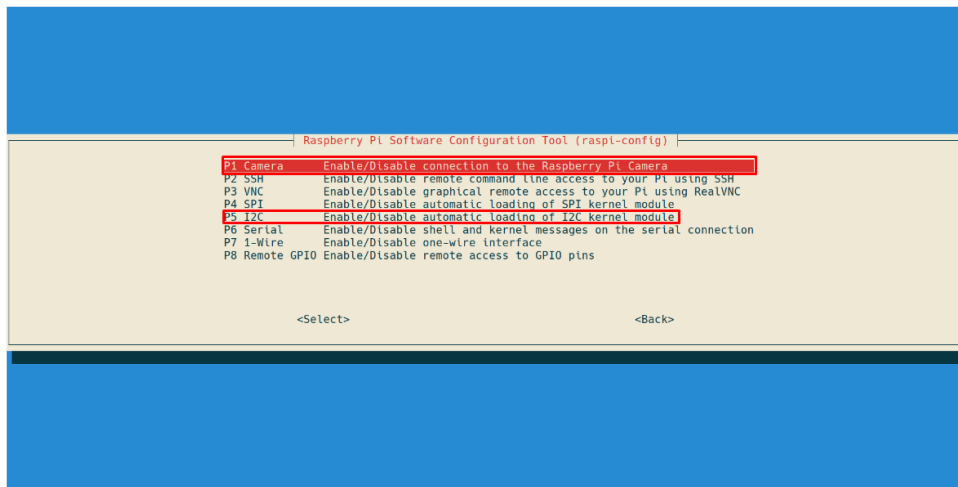 Raspberry Pi Software Configuration Tool (raspi-config)
P1 Camera Enable/Disable connection to the Raspberry Pi Camera
P2 SSH Enable/Disable remote command line access to your Pi using SSH
P3 VNC Enable/Disable graphical remote access to your Pi using RealVNC
P4 SPI Enable/Disable automatic loading of SPI kernel module
P5 I2C Enable/Disable automatic loading of I2C kernel module
P6 Serial Enable/Disable shell and kernel messages on the serial connection
P7 1-Wire Enable/Disable one-wire interface
P8 Remote GPIO Enable/Disable remote access to GPIO pins
<Select> <Back>